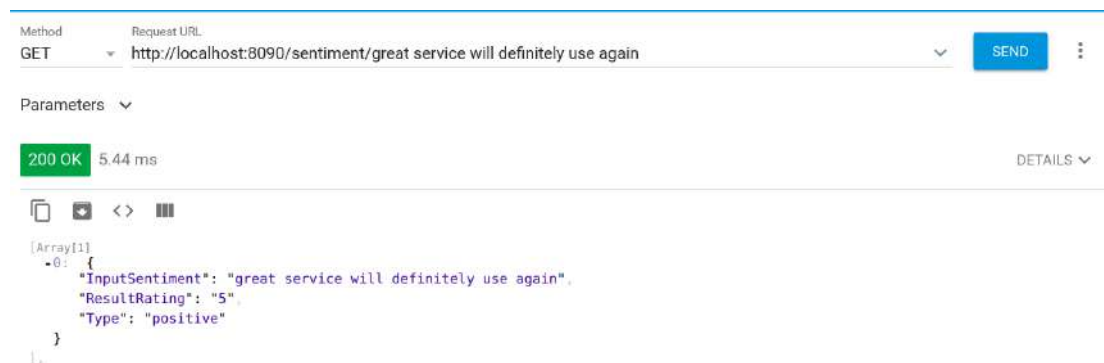 Method Request URL
GET http://localhost:8090/sentiment/great service will definitely use again SEND
Parameters
200 OK 5.44 ms DETAILS
[Array[1]
-0: {
"InputSentiment": "great service will definitely use again",
"ResultRating": "5",
"Type": "positive"
}
],